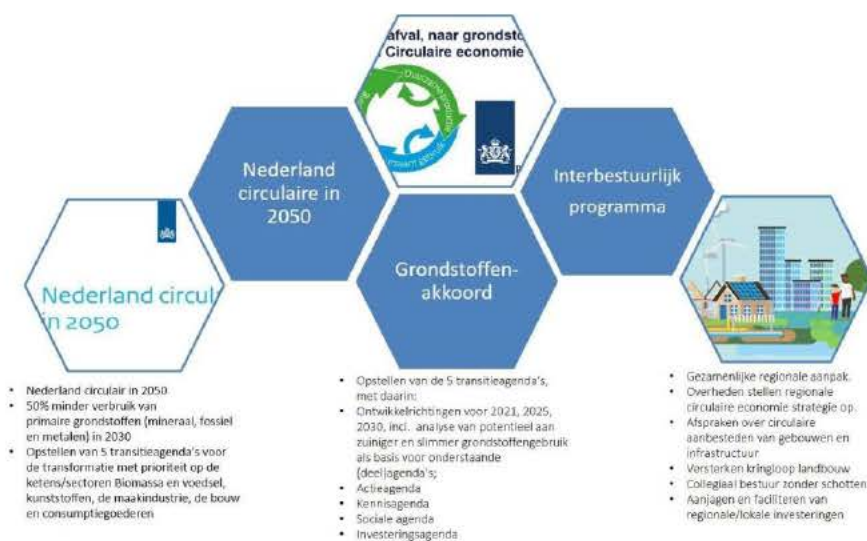 afval, naar grondst
Circulaire economie
Duurzame productie
Nederland
circulaire in
2050
Interbestuurlijk
programma
Grondstoffen-
akkoord
Nederland circul
in 2050
• Nederland circulair in 2050
• 50% minder verbruik van
primaire grondstoffen (mineraal, fossiel
en metalen) in 2030
• Opstellen van 5 transitieagenda's voor
de transformatie met prioriteit op de
ketens/sectoren Biomassa en voedsel,
kunststoffen, de maakindustrie, de bouw
en consumptiegoederen
• Opstellen van de 5 transitieagenda's,
met daarin:
• Ontwikkelrichtingen voor 2021, 2025,
2030, incl. analyse van potentieel aan
zuiniger en slimmer grondstoffengebruik
als basis voor onderstaande
(deel)agenda's;
• Actieagenda
• Kennisagenda
• Sociale agenda
• Investeringsagenda
• Gezamenlijke regionale aanpak.
• Overheden stellen regionale
circulaire economie strategie op.
• Afspraken over circulaire
aanbesteden van gebouwen en
infrastructuur
• Versterken kringloop landbouw
• Collegiaal bestuur zonder schotten
• Aanjagen en faciliteren van
regionale/lokale investeringen